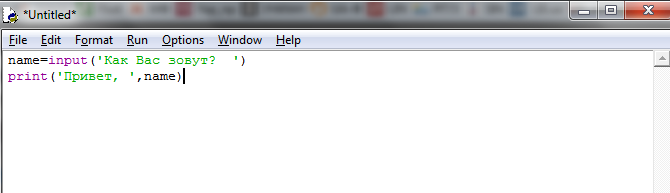 *Untitled*
File Edit Format Run Options Window Help
name=input('Как Вас зовут?  ')
print('Привет, ',name)